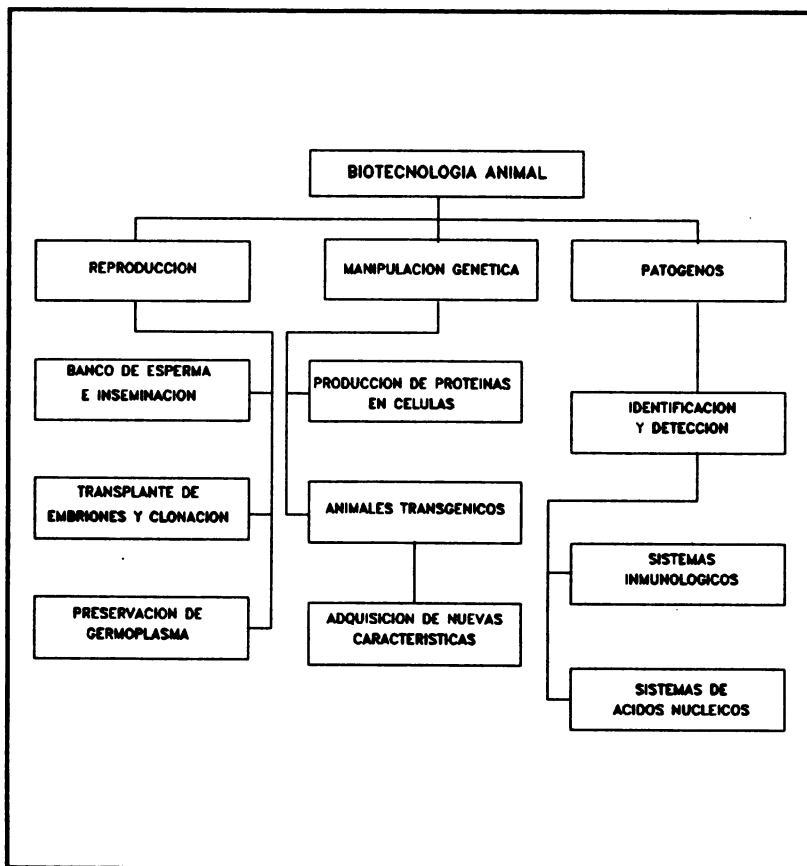 BIOTECNOLOGIA ANIMAL
REPRODUCCION
MANIPULACION GENETICA
PATOGENOS
BANCO DE ESPERMA
E INSEMINACION
PRODUCCION DE PROTEINAS
EN CELULAS
IDENTIFICACION
Y DETECCION
TRANSPLANTE DE
EMBRIONES Y CLONACION
ANIMALES TRANSGENICOS
SISTEMAS
INMUNOLOGICOS
PRESERVACION DE
GERMOPLASMA
ADQUISICION DE NUEVAS
CARACTERISTICAS
SISTEMAS DE
ACIDOS NUCLEICOS